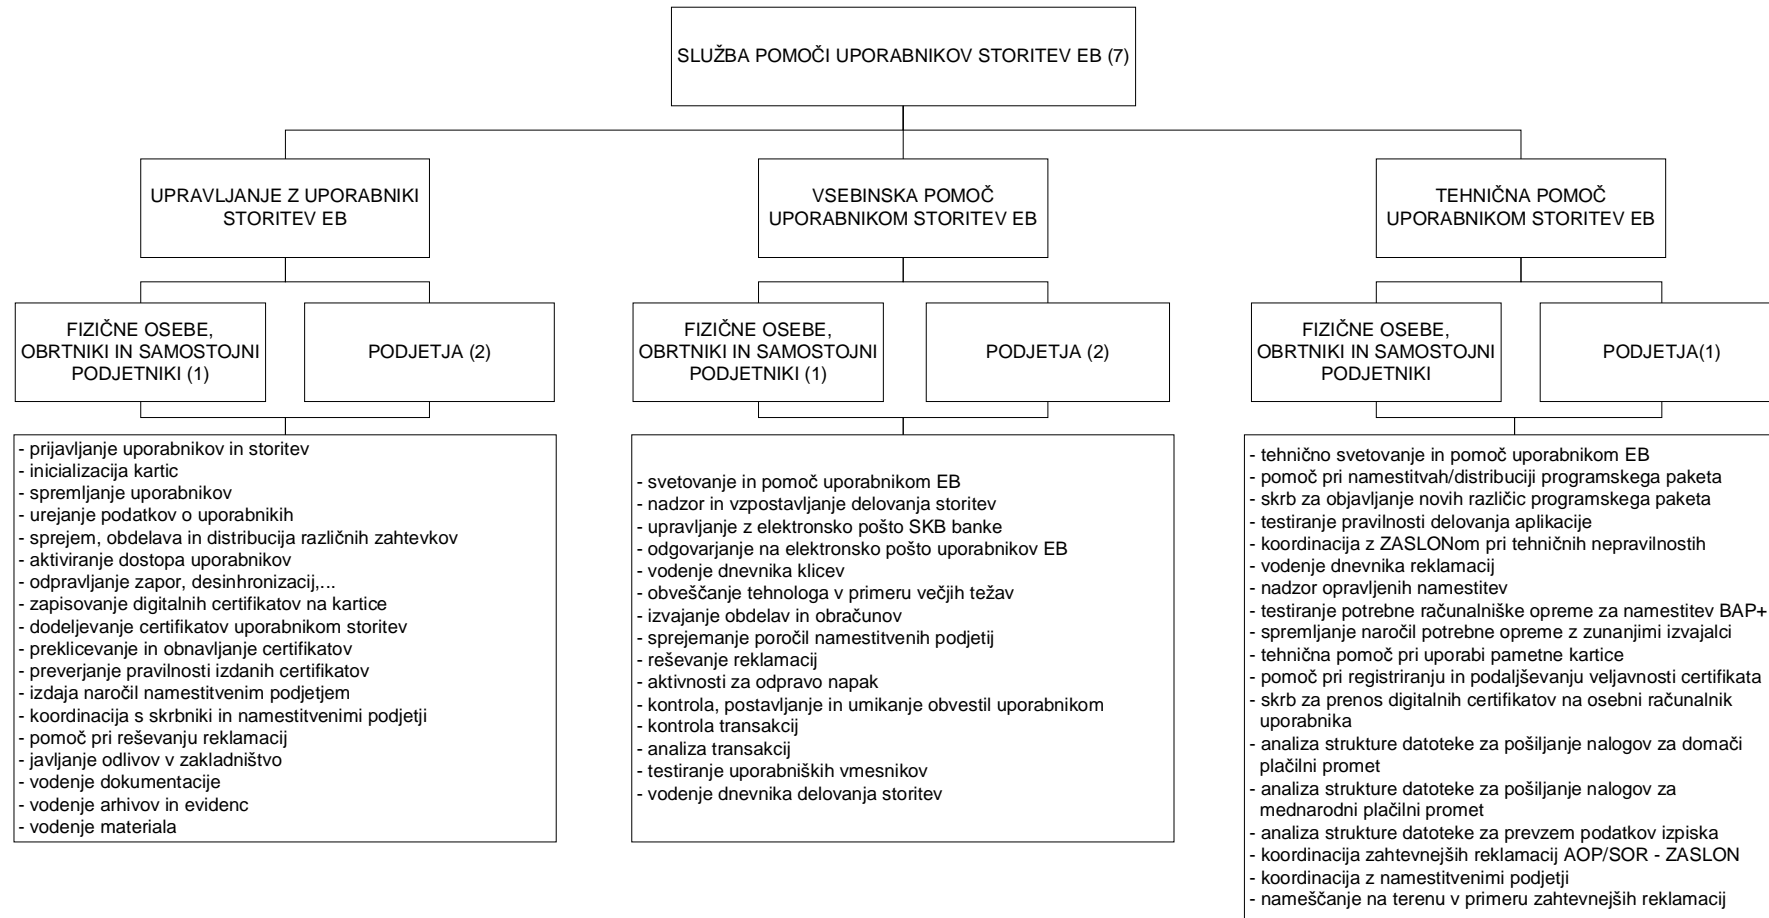 SLUŽBA POMOČI UPORABNIKOV STORITEV EB (7)
UPRAVLJANJE Z UPORABNIKI
STORITEV EB
VSEBINSKA POMOČ
UPORABNIKOM STORITEV EB
TEHNIČNA POMOČ
UPORABNIKOM STORITEV EB
FIZIČNE OSEBE,
OBRTNIKI IN SAMOSTOJNI
PODJETNIKI (1)
PODJETJA (2)
FIZIČNE OSEBE,
OBRTNIKI IN SAMOSTOJNI
PODJETNIKI (1)
PODJETJA (2)
FIZIČNE OSEBE,
OBRTNIKI IN SAMOSTOJNI
PODJETNIKI
PODJETJA(1)
- prijavljanje uporabnikov in storitev
- inicializacija kartic
- spremljanje uporabnikov
- urejanje podatkov o uporabnikih
- sprejem, obdelava in distribucija različnih zahtevkov
- aktiviranje dostopa uporabnikov
- odpravljanje zapor, desinhronizacij,...
- zapisovanje digitalnih certifikatov na kartice
- dodeljevanje certifikatov uporabnikom storitev
- preklicevanje in obnavljanje certifikatov
- preverjanje pravilnosti izdanih certifikatov
- izdaja naročil namestitvenim podjetjem
- koordinacija s skrbniki in namestitvenimi podjetji
- pomoč pri reševanju reklamacij
- javljanje odlivov v zakladništvo
- vodenje dokumentacije
- vodenje arhivov in evidenc
- vodenje materiala
- svetovanje in pomoč uporabnikom EB
- nadzor in vzpostavljanje delovanja storitev
- upravljanje z elektronsko pošto SKB banke
- odgovarjanje na elektronsko pošto uporabnikov EB
- vodenje dnevnika klicev
- obveščanje tehnologa v primeru večjih težav
- izvajanje obdelav in obračunov
- sprejemanje poročil namestitvenih podjetij
- reševanje reklamacij
- aktivnosti za odpravo napak
- kontrola, postavljanje in umikanje obvestil uporabnikom
- kontrola transakcij
- analiza transakcij
- testiranje uporabniških vmesnikov
- vodenje dnevnika delovanja storitev
- tehnično svetovanje in pomoč uporabnikom EB
- pomoč pri namestitvah/distribuciji programskega paketa
- skrb za objavljanje novih različic programskega paketa
- testiranje pravilnosti delovanja aplikacije
- koordinacija z ZASLONom pri tehničnih nepravilnostih
- vodenje dnevnika reklamacij
- nadzor opravljenih namestitev
- testiranje potrebne računalniške opreme za namestitev BAP+
- spremljanje naročil potrebne opreme z zunanjimi izvajalci
- tehnična pomoč pri uporabi pametne kartice
- pomoč pri registriranju in podaljševanju veljavnosti certifikata
- skrb za prenos digitalnih certifikatov na osebni računalnik
uporabnika
- analiza strukture datoteke za pošiljanje nalogov za domači
plačilni promet
- analiza strukture datoteke za pošiljanje nalogov za
mednarodni plačilni promet
- analiza strukture datoteke za prevzem podatkov izpiska
- koordinacija zahtevnejših reklamacij AOP/SOR - ZASLON
- koordinacija z namestitvenimi podjetji
- nameščanje na terenu v primeru zahtevnejših reklamacij